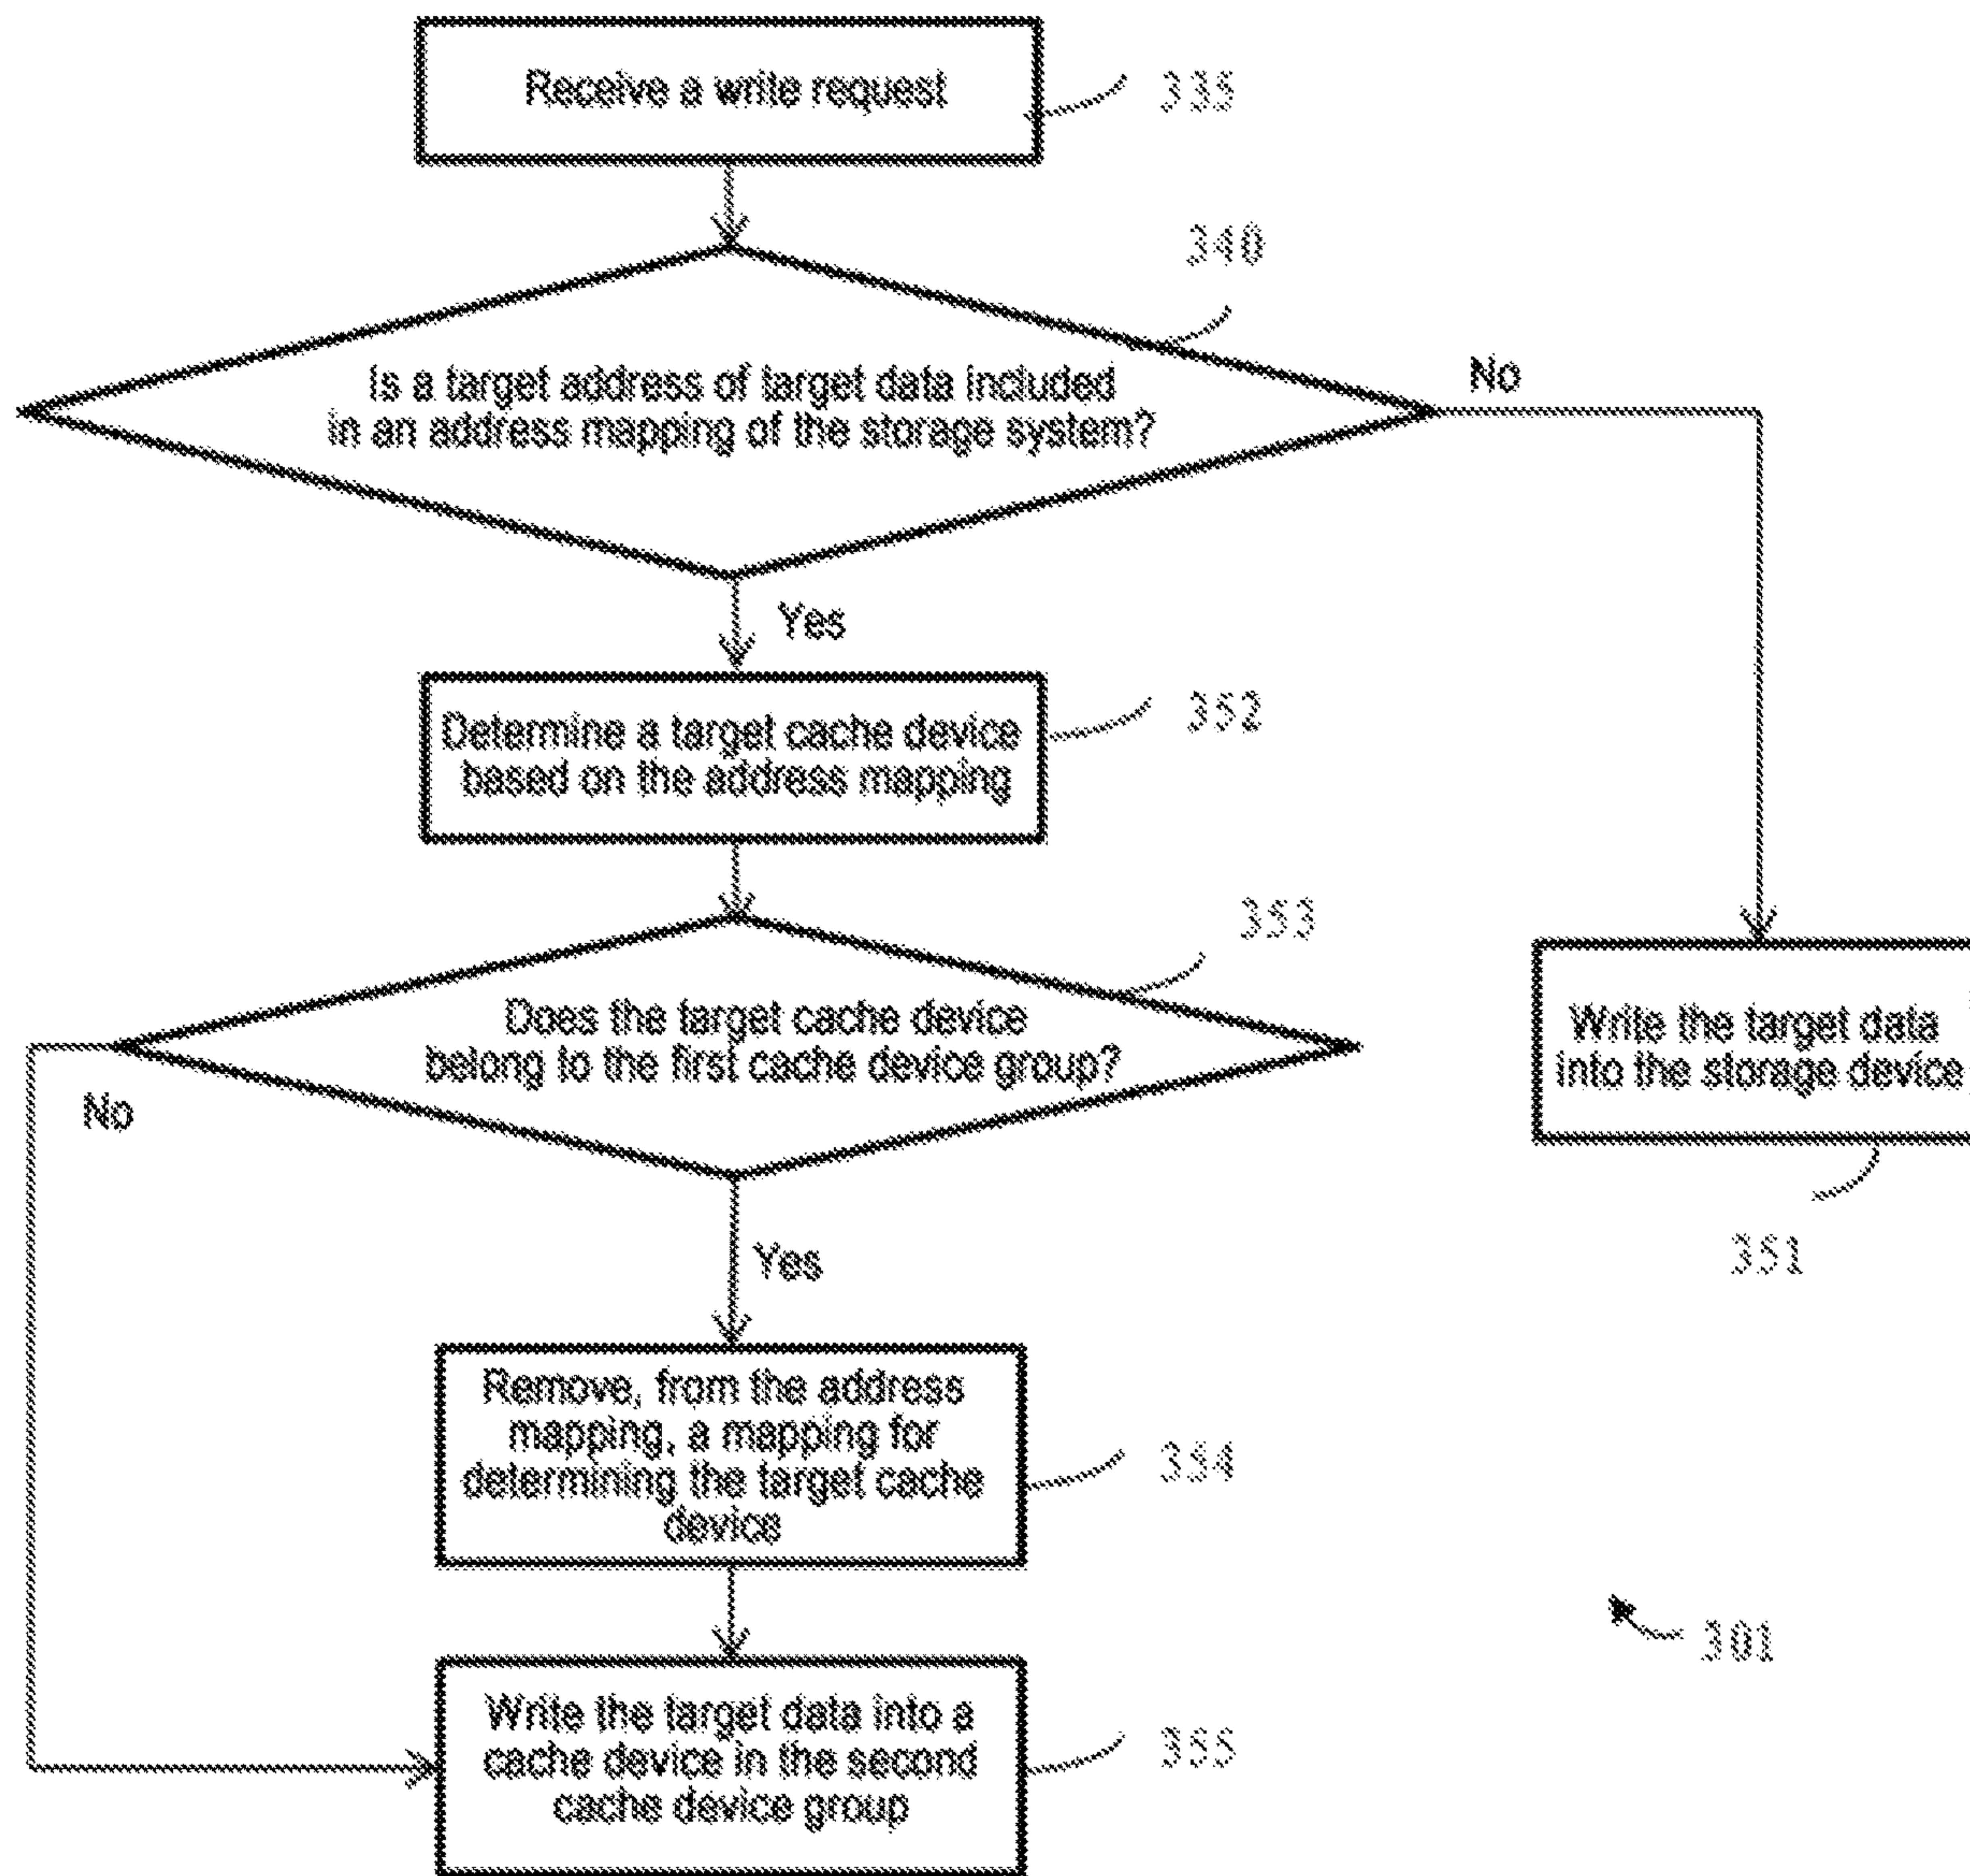 Receive a write request
335
340
Is a target address of target data included
in an address mapping of the storage system?
No
Yes
Determine a target cache device
based on the address mapping
352
353
Does the target cache device
belong to the first cache device group?
No
Write the target data
into the storage device
351
Yes
Remove, from the address
mapping, a mapping for
determining the target cache
device
354
301
Write the target data into a
cache device in the second
cache device group
355